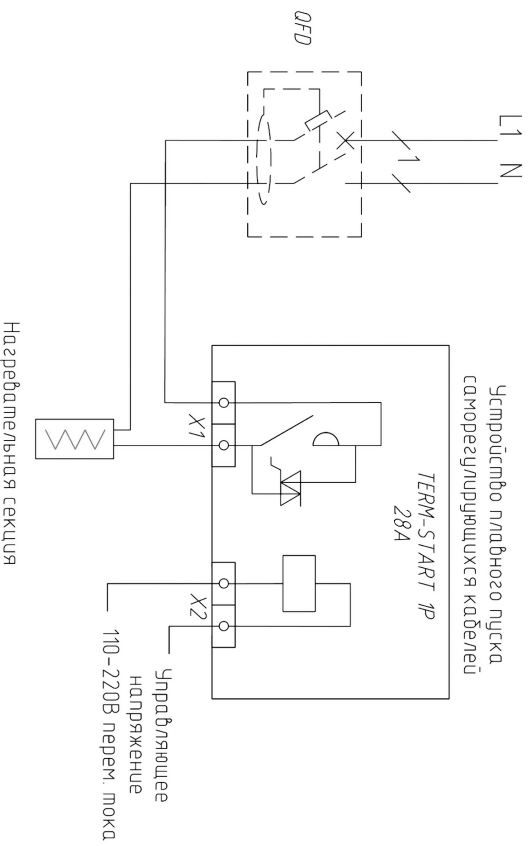 L1
N
1
QFD
Устройство плавного пуска
саморегулирующихся кабелей
TERM-START 1P
28A
X1
X2
Управляющее
напряжение
110-220В перем. тока
Нагревательная секция